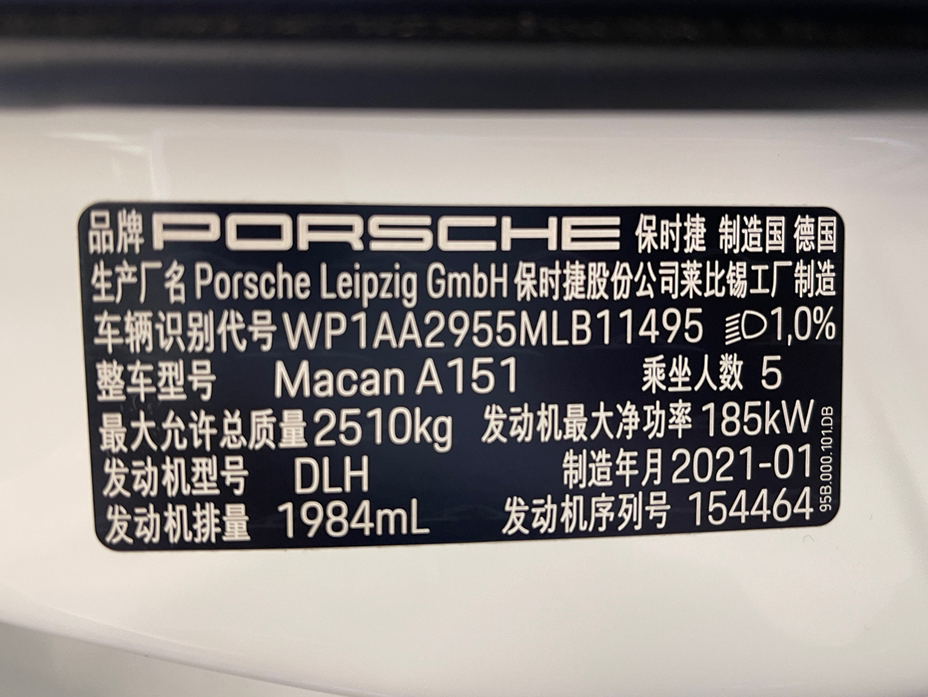 品牌 PORSCHE 保时捷 制造国 德国
生产厂名 Porsche Leipzig GmbH 保时捷股份公司莱比锡工厂制造
车辆识别代号 WP1AA2955MLB11495 1,0%
整车型号 Macan A151 乘坐人数 5
最大允许总质量 2510kg 发动机最大净功率 185kW
发动机型号 DLH 制造年月 2021-01
发动机排量 1984mL 发动机序列号 154464
95B.000.101.DB